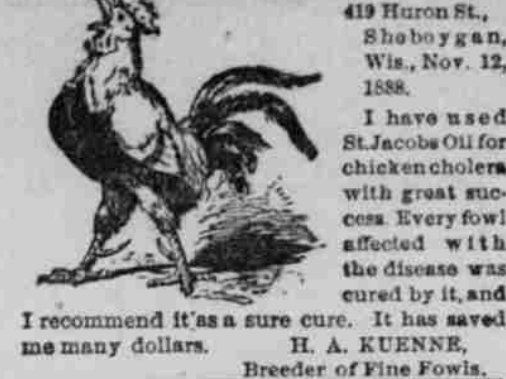 419 Huron St.,
Sheboygan,
Wis., Nov. 12,
1888.
I have used
St. Jacobs Oil for
chicken cholera
with great suc-
cess. Every fowl
affected with
the disease was
cured by it, and
I recommend it as a sure cure. It has saved
me many dollars. H. A. KUENNE,
Breeder of Fine Fowls.